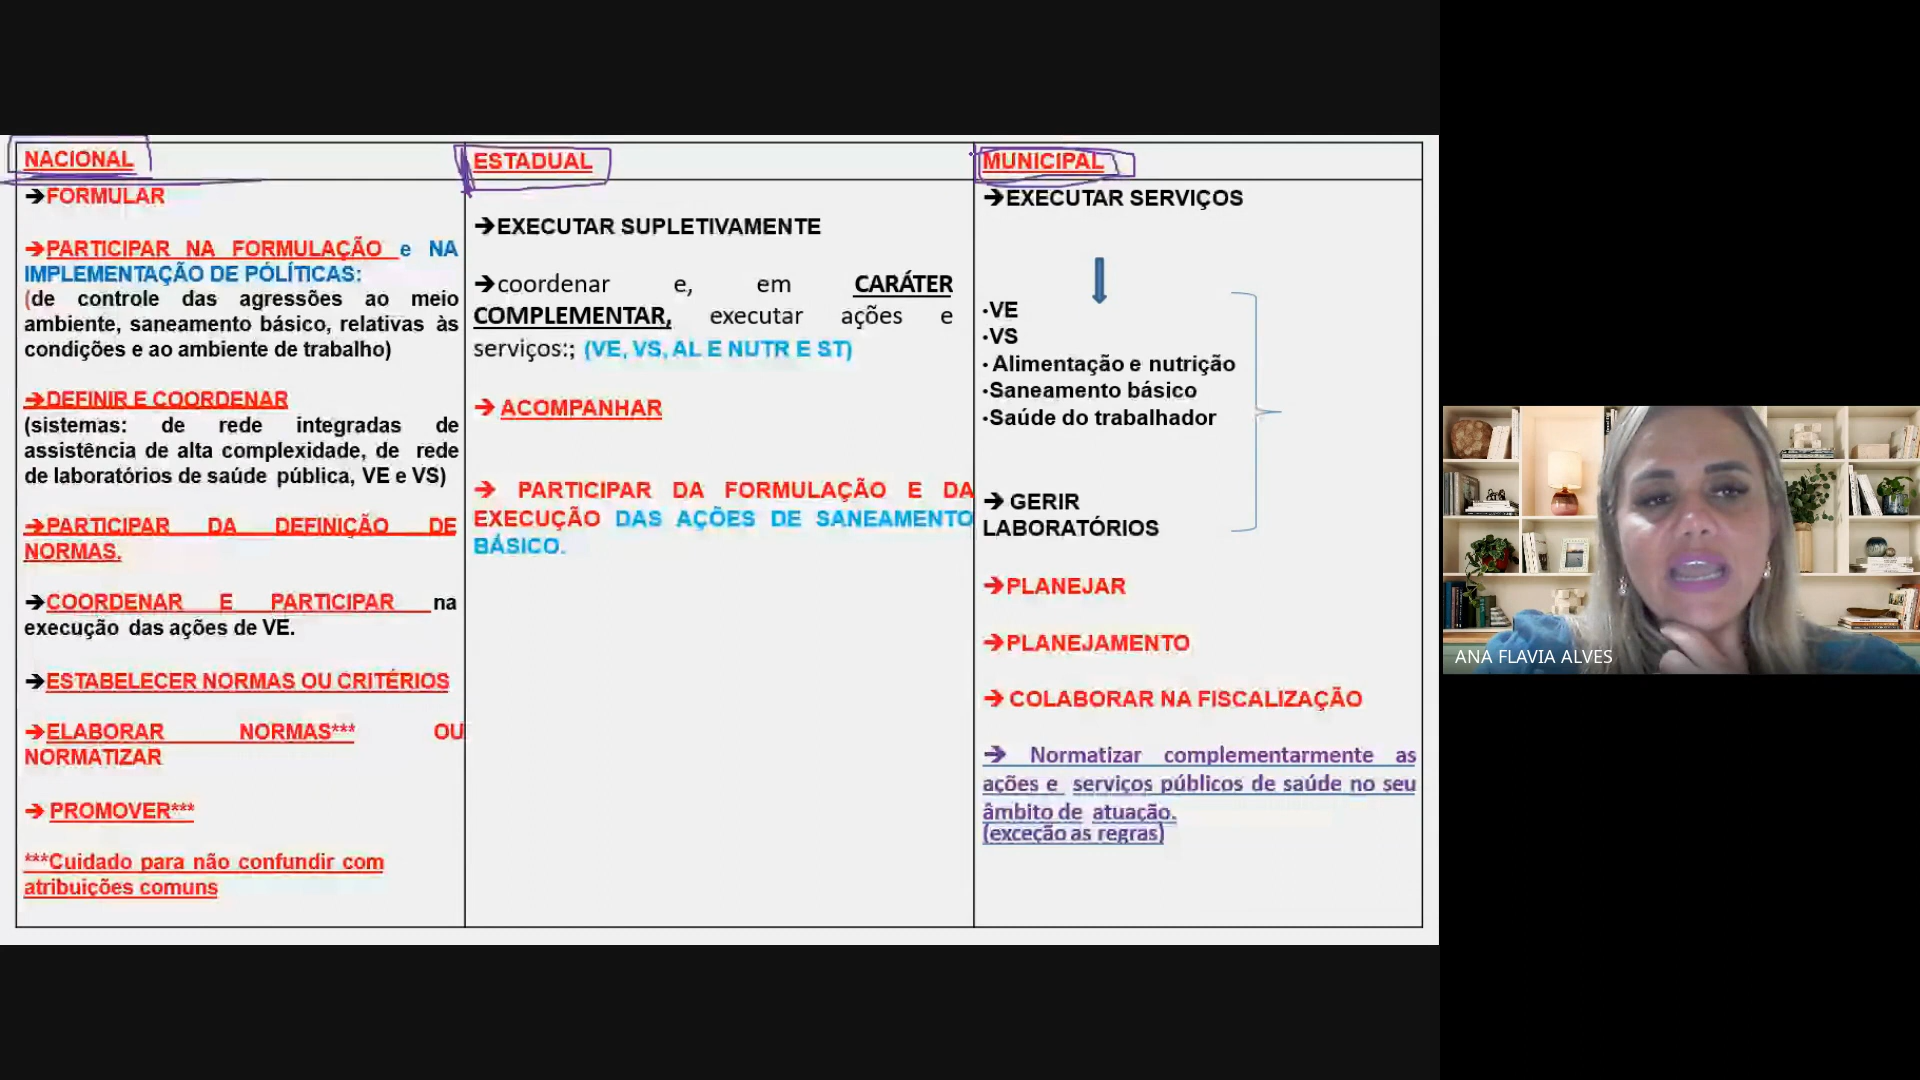 NACIONAL
➔FORMULAR
➔PARTICIPAR NA FORMULAÇÃO e NA
IMPLEMENTAÇÃO DE PÓLÍTICAS:
(de controle das agressões ao meio
ambiente, saneamento básico, relativas às
condições e ao ambiente de trabalho)
➔DEFINIR E COORDENAR
(sistemas: de rede integradas de
assistência de alta complexidade, de rede
de laboratórios de saúde pública, VE e VS)
➔PARTICIPAR DA DEFINIÇÃO DE
NORMAS.
➔COORDENAR E PARTICIPAR na
execução das ações de VE.
➔ESTABELECER NORMAS OU CRITÉRIOS
➔ELABORAR NORMAS*** OU
NORMATIZAR
➔ PROMOVER***
***Cuidado para não confundir com
atribuições comuns
ESTADUAL
➔EXECUTAR SUPLETIVAMENTE
➔coordenar e, em CARÁTER
COMPLEMENTAR, executar ações e
serviços:; (VE, VS, AL E NUTR E ST)
➔ ACOMPANHAR
➔ PARTICIPAR DA FORMULAÇÃO E DA
EXECUÇÃO DAS AÇÕES DE SANEAMENTO
BÁSICO.
MUNICIPAL
➔EXECUTAR SERVIÇOS
•VE
•VS
• Alimentação e nutrição
•Saneamento básico
•Saúde do trabalhador
➔ GERIR
LABORATÓRIOS
➔PLANEJAR
➔PLANEJAMENTO
➔ COLABORAR NA FISCALIZAÇÃO
➔ Normatizar complementarmente as
ações e serviços públicos de saúde no seu
âmbito de atuação.
(exceção as regras)
ANA FLAVIA ALVES